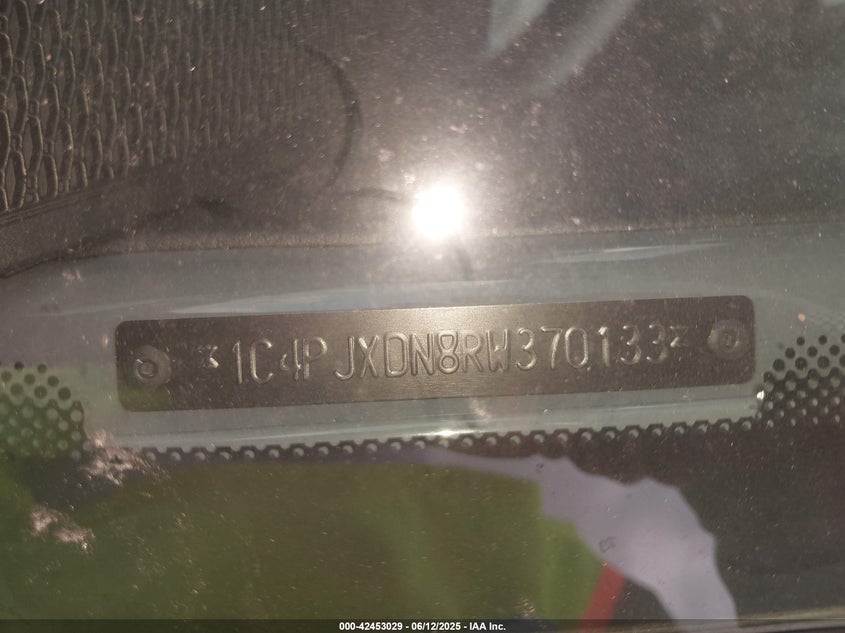 *1C4PJXDN8RW370133*
000-42453029 - 06/12/2025 - IAA Inc.